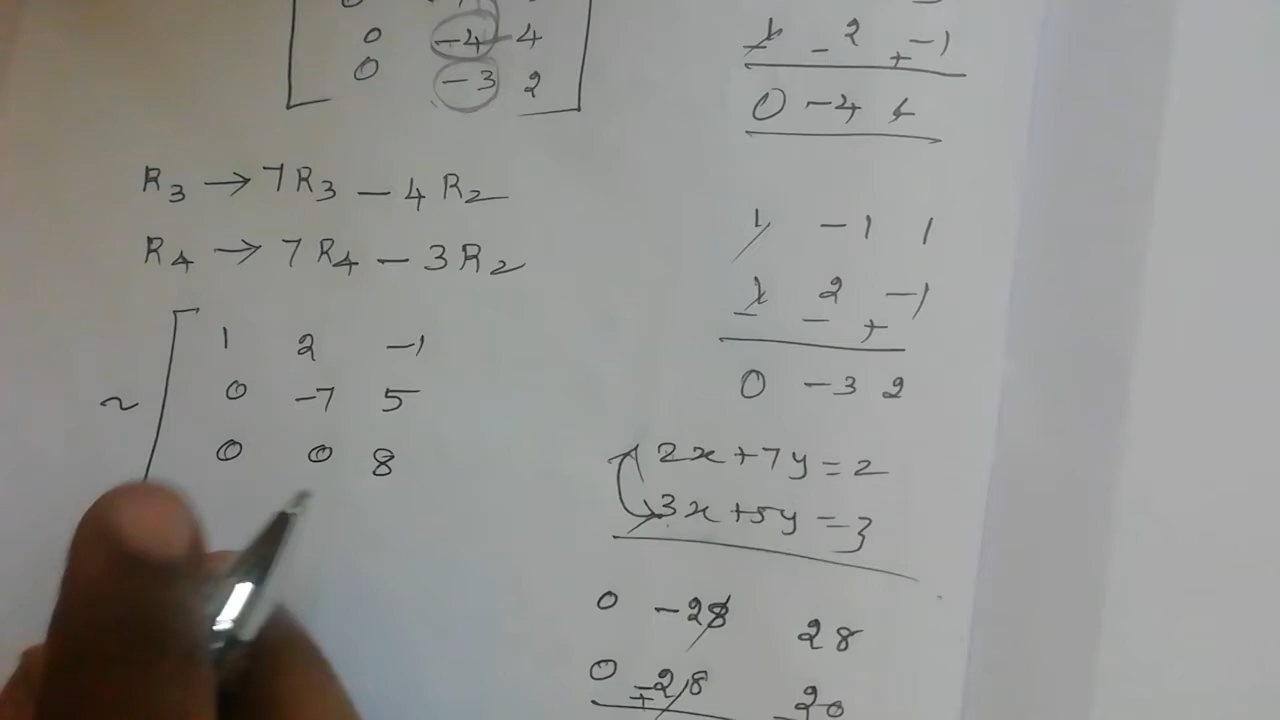 0 -4 4
0 -3 2
R3 → 7R3 - 4R2
R4 → 7R4 - 3R2
~ [ 1 2 -1
0 -7 5
0 0 8
1 2 -1
- - +
0 -4 4
1 -1 1
1 2 -1
- - +
0 -3 2
2x+7y=2
3x+5y=3
0 -28 28
0 -28 20
+